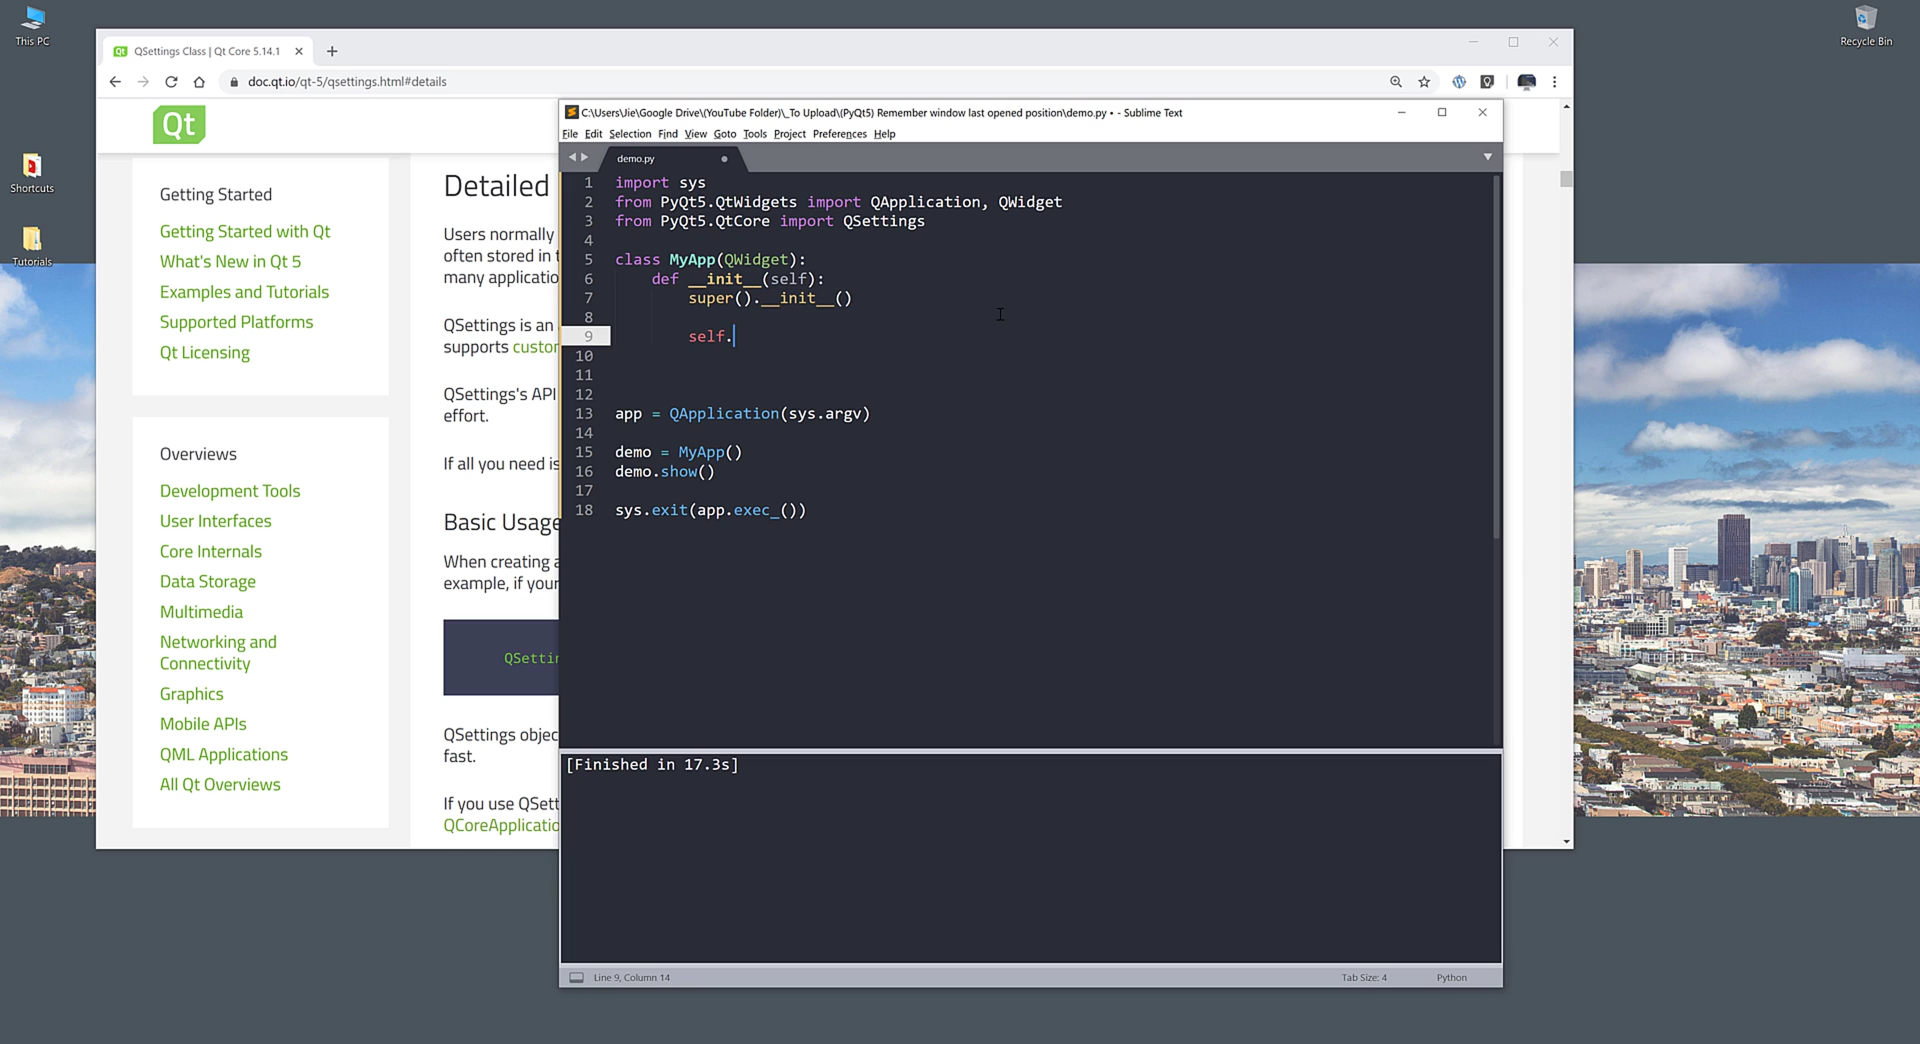 This PC
Recycle Bin
Shortcuts
Tutorials
QSettings Class | Qt Core 5.14.1
doc.qt.io/qt-5/qsettings.html#details
Qt
Getting Started
Getting Started with Qt
What's New in Qt 5
Examples and Tutorials
Supported Platforms
Qt Licensing
Overviews
Development Tools
User Interfaces
Core Internals
Data Storage
Multimedia
Networking and
Connectivity
Graphics
Mobile APIs
QML Applications
All Qt Overviews
Detailed
Users normally
often stored in t
many applicatio
QSettings is an
supports custor
QSettings's API
effort.
If all you need is
Basic Usage
When creating a
example, if your
QSettin
QSettings objec
fast.
If you use QSett
QCoreApplicatio
C:\Users\Jie\Google Drive\(YouTube Folder)\_To Upload\(PyQt5) Remember window last opened position\demo.py • - Sublime Text
File Edit Selection Find View Goto Tools Project Preferences Help
demo.py
1 import sys
2 from PyQt5.QtWidgets import QApplication, QWidget
3 from PyQt5.QtCore import QSettings
4
5 class MyApp(QWidget):
6     def __init__(self):
7         super().__init__()
8
9         self.
10
11
12
13 app = QApplication(sys.argv)
14
15 demo = MyApp()
16 demo.show()
17
18 sys.exit(app.exec_())
[Finished in 17.3s]
Line 9, Column 14
Tab Size: 4
Python